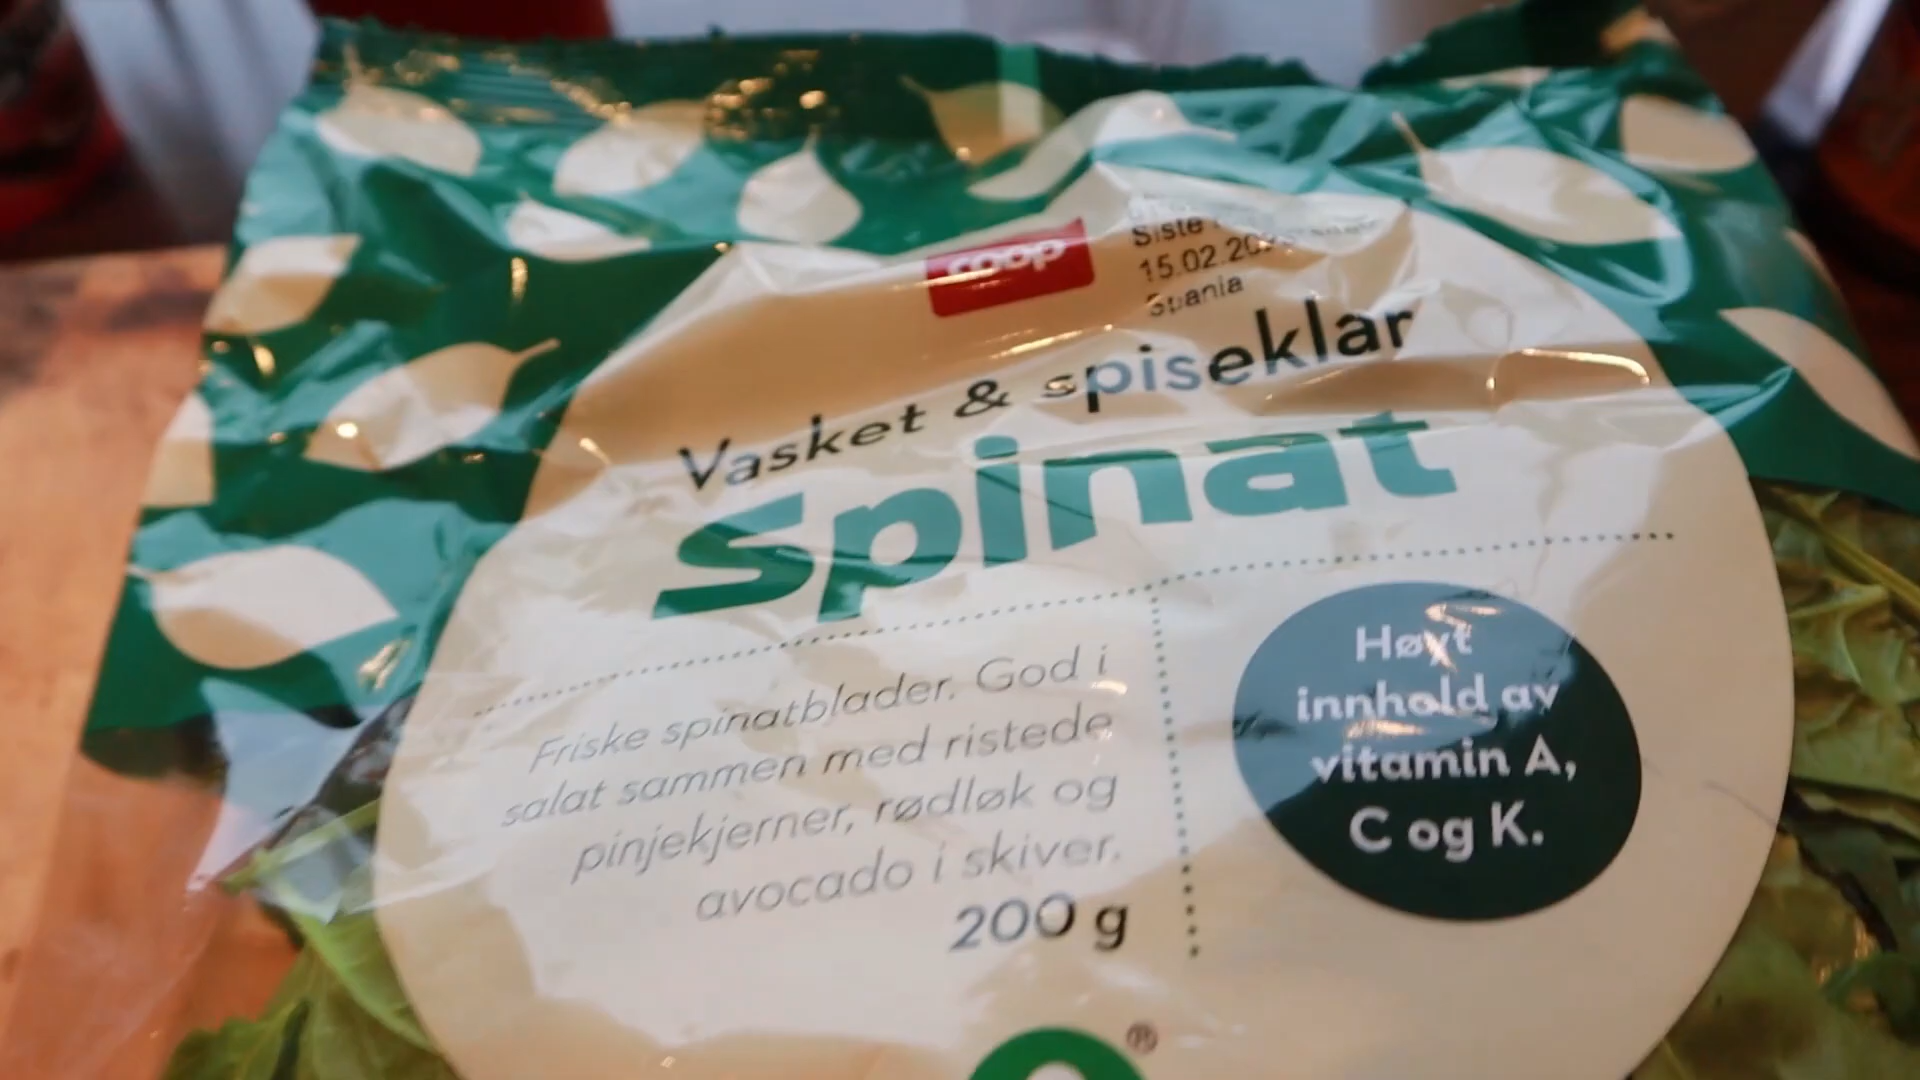 coop
Siste
15.02.20
Spania
Vasket & spiseklar
spinat
Friske spinatblader. God i
salat sammen med ristede
pinjekjerner, rødløk og
avocado i skiver.
200 g
Høyt
innhold av
vitamin A,
C og K.
®